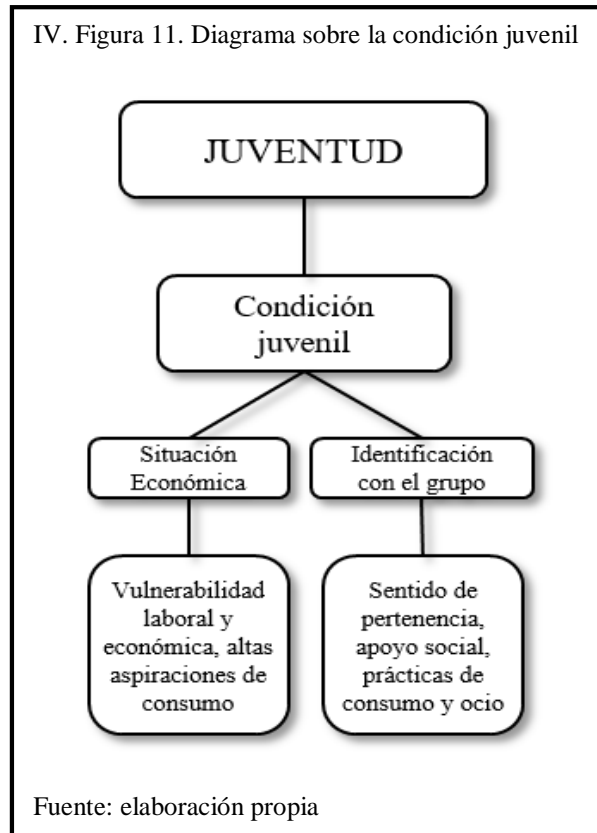 IV. Figura 11. Diagrama sobre la condición juvenil
JUVENTUD
Condición
juvenil
Situación
Económica
Identificación
con el grupo
Vulnerabilidad
laboral y
económica, altas
aspiraciones de
consumo
Sentido de
pertenencia,
apoyo social,
prácticas de
consumo y ocio
Fuente: elaboración propia